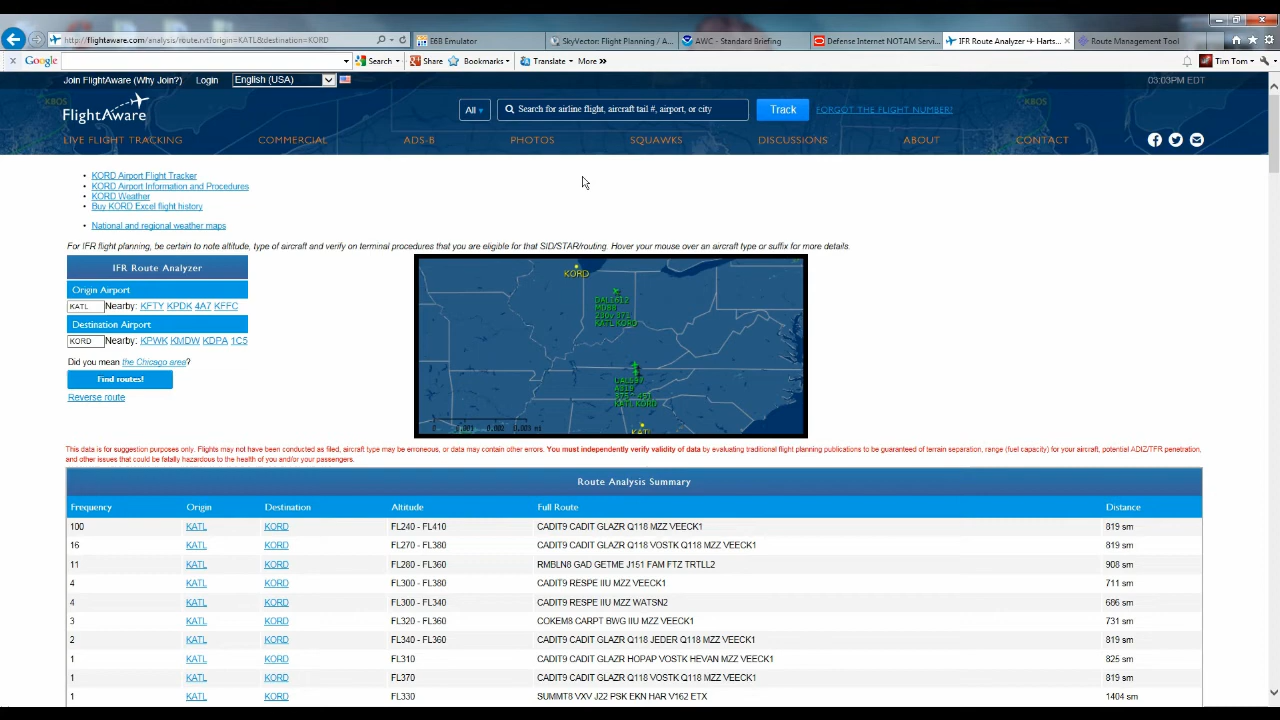 http://flightaware.com/analysis/route.rvt?origin=KATL&destination=KORD
E6B Emulator
SkyVector: Flight Planning / A...
AWC - Standard Briefing
Defense Internet NOTAM Servi...
IFR Route Analyzer ✈ Harts...
Route Management Tool
Google
Search
Share
Bookmarks
Translate
More »
Tim Tom
Join FlightAware (Why Join?)
Login
English (USA)
03:03PM EDT
FlightAware
All
Search for airline flight, aircraft tail #, airport, or city
Track
FORGOT THE FLIGHT NUMBER?
KBOS
LIVE FLIGHT TRACKING
COMMERCIAL
ADS-B
PHOTOS
SQUAWKS
DISCUSSIONS
ABOUT
CONTACT
KORD Airport Flight Tracker
KORD Airport Information and Procedures
KORD Weather
Buy KORD Excel flight history
National and regional weather maps
For IFR flight planning, be certain to note altitude, type of aircraft and verify on terminal procedures that you are eligible for that SID/STAR/routing. Hover your mouse over an aircraft type or suffix for more details.
IFR Route Analyzer
Origin Airport
KATL Nearby: KFTY KPDK 4A7 KFFC
Destination Airport
KORD Nearby: KPWK KMDW KDPA 1C5
Did you mean the Chicago area?
Find routes!
Reverse route
KORD
DAL1612
MD88
KATL KORD
A319
KATL KORD
This data is for suggestion purposes only. Flights may not have been conducted as filed, aircraft type may be erroneous, or data may contain other errors. You must independently verify validity of data by evaluating traditional flight planning publications to be guaranteed of terrain separation, range (fuel capacity) for your aircraft, potential ADIZ/TFR penetration,
and other issues that could be fatally hazardous to the health of you and/or your passengers.
Route Analysis Summary
Frequency Origin Destination Altitude Full Route Distance
100 KATL KORD FL240 - FL410 CADIT9 CADIT GLAZR Q118 MZZ VEECK1 819 sm
16 KATL KORD FL270 - FL380 CADIT9 CADIT GLAZR Q118 VOSTK Q118 MZZ VEECK1 819 sm
11 KATL KORD FL280 - FL360 RMBLN8 GAD GETME J151 FAM FTZ TRTLL2 908 sm
4 KATL KORD FL300 - FL380 CADIT9 RESPE IIU MZZ VEECK1 711 sm
4 KATL KORD FL300 - FL340 CADIT9 RESPE IIU MZZ WATSN2 686 sm
3 KATL KORD FL320 - FL360 COKEM8 CARPT BWG IIU MZZ VEECK1 731 sm
2 KATL KORD FL340 - FL360 CADIT9 CADIT GLAZR Q118 JEDER Q118 MZZ VEECK1 819 sm
1 KATL KORD FL310 CADIT9 CADIT GLAZR HOPAP VOSTK HEVAN MZZ VEECK1 825 sm
1 KATL KORD FL370 CADIT9 CADIT GLAZR Q118 VOSTK Q118 MZZ VEECK1 819 sm
1 KATL KORD FL330 SUMMT8 VXV J22 PSK EKN HAR V162 ETX 1404 sm